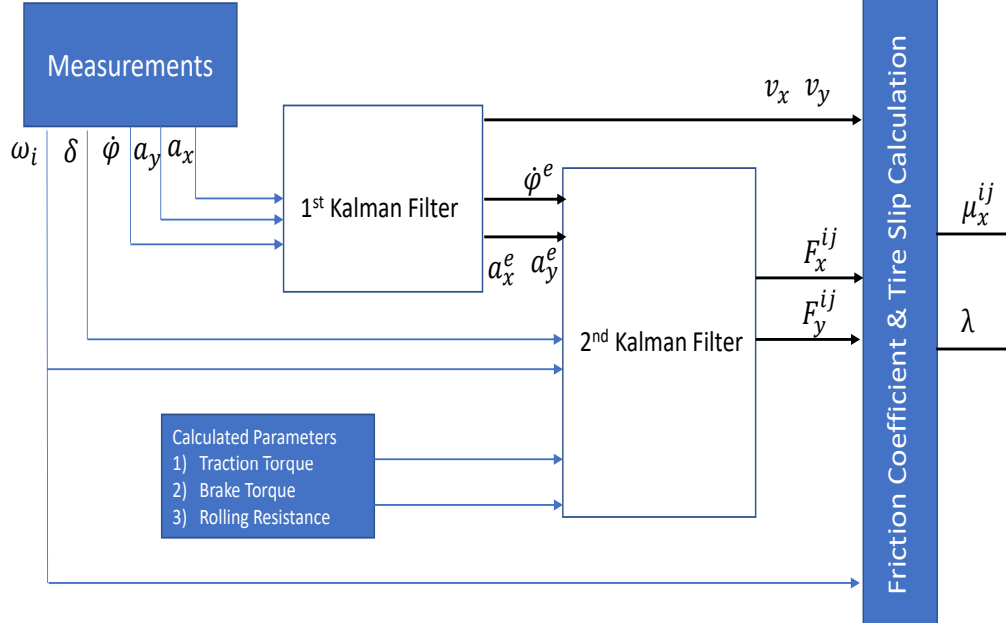 Measurements
ω_i δ φ̇ a_y a_x
1st Kalman Filter
v_x v_y
φ̇^e
a_x^e a_y^e
2nd Kalman Filter
F_x^{ij}
F_y^{ij}
Calculated Parameters
1) Traction Torque
2) Brake Torque
3) Rolling Resistance
Friction Coefficient & Tire Slip Calculation
μ_x^{ij}
λ